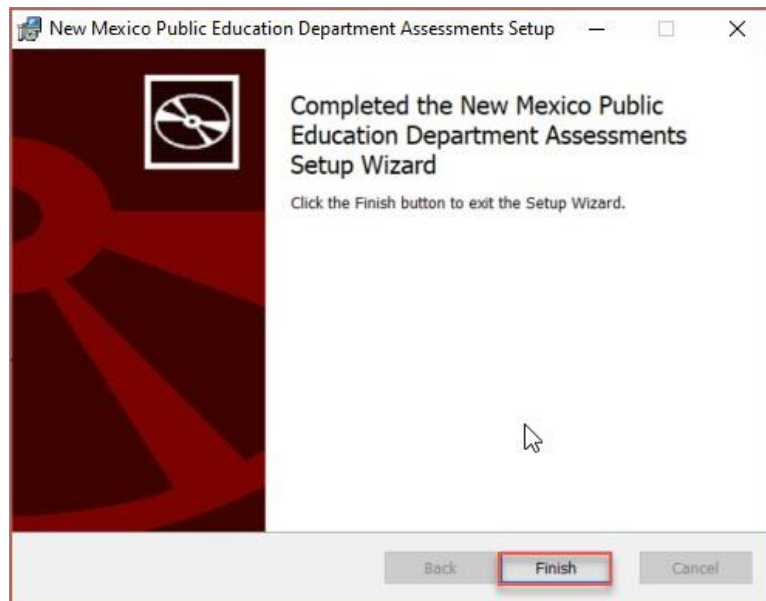 New Mexico Public Education Department Assessments Setup
Completed the New Mexico Public
Education Department Assessments
Setup Wizard
Click the Finish button to exit the Setup Wizard.
Back Finish Cancel